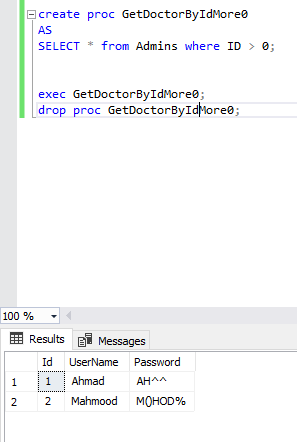 create proc GetDoctorByIdMore0
AS
SELECT * from Admins where ID > 0;
exec GetDoctorByIdMore0;
drop proc GetDoctorByIdMore0;
100 %
Results Messages
Id UserName Password
1 1 Ahmad AH^^
2 2 Mahmood M()HOD%